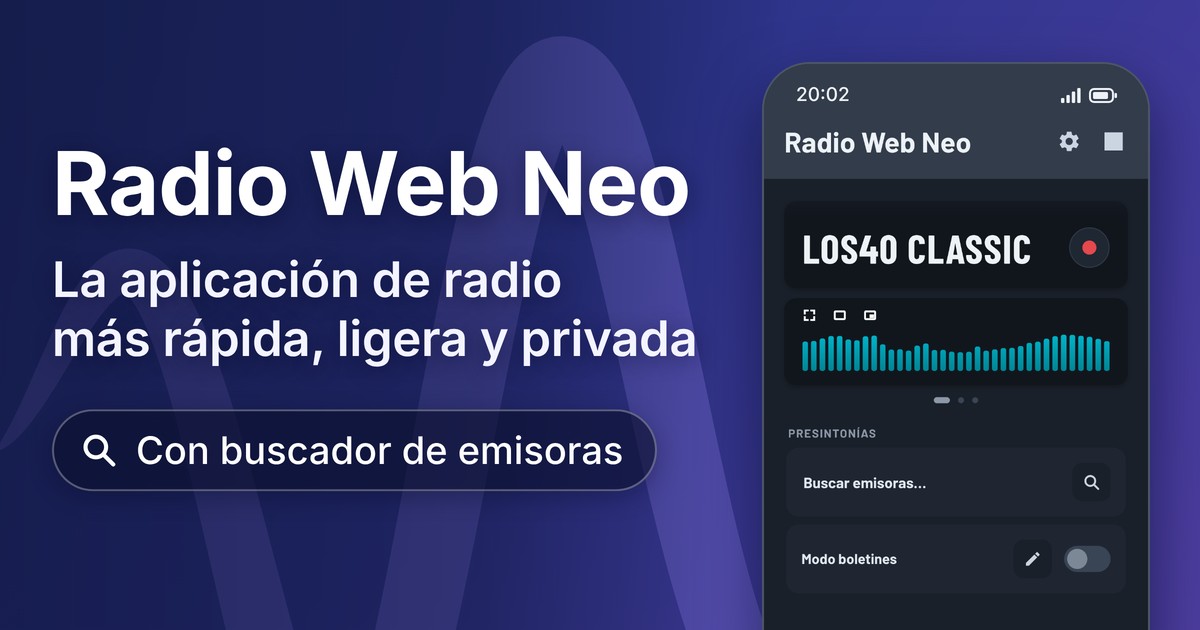 Radio Web Neo
La aplicación de radio
más rápida, ligera y privada
Con buscador de emisoras
20:02
Radio Web Neo
LOS40 CLASSIC
PRESINTONÍAS
Buscar emisoras...
Modo boletines